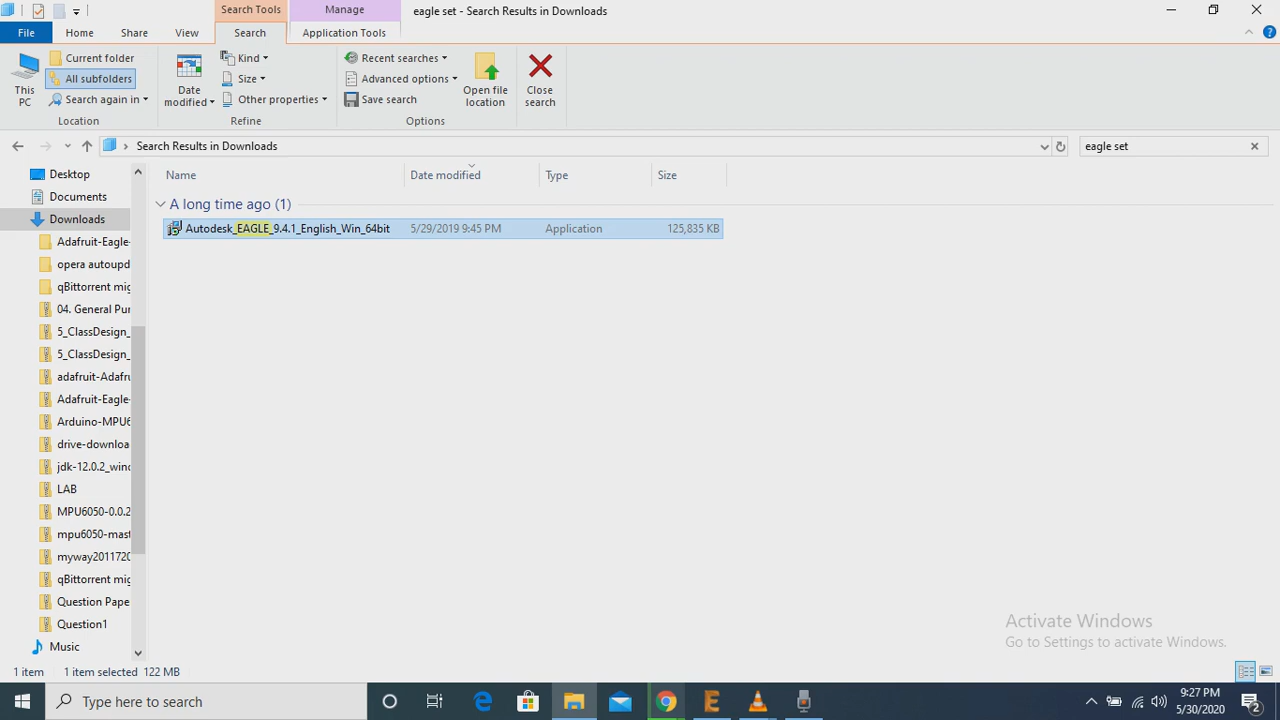 Search Tools
Manage
eagle set - Search Results in Downloads
File
Home
Share
View
Search
Application Tools
This PC
Current folder
All subfolders
Search again in
Location
Date modified
Kind
Size
Other properties
Refine
Recent searches
Advanced options
Save search
Options
Open file location
Close search
Search Results in Downloads
eagle set
Name
Date modified
Type
Size
A long time ago (1)
Autodesk_EAGLE_9.4.1_English_Win_64bit
5/29/2019 9:45 PM
Application
125,835 KB
Desktop
Documents
Downloads
Adafruit-Eagle-
opera autoupd
qBittorrent mig
04. General Pur
5_ClassDesign_
5_ClassDesign_
adafruit-Adafru
Adafruit-Eagle-
Arduino-MPU6
drive-downloa
jdk-12.0.2_wind
LAB
MPU6050-0.0.2
mpu6050-mast
myway2011720
qBittorrent mig
Question Pape
Question1
Music
Activate Windows
Go to Settings to activate Windows.
1 item
1 item selected 122 MB
Type here to search
9:27 PM
5/30/2020
2